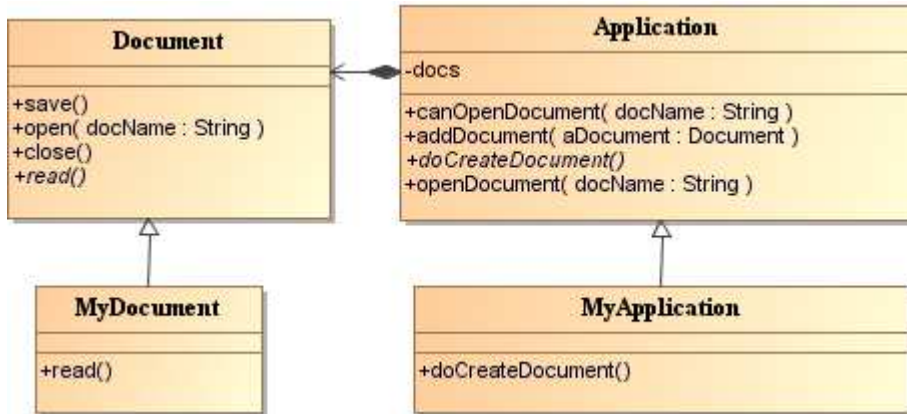 Document
+save()
+open( docName : String )
+close()
+read()
Application
-docs
+canOpenDocument( docName : String )
+addDocument( aDocument : Document )
+doCreateDocument()
+openDocument( docName : String )
MyDocument
+read()
MyApplication
+doCreateDocument()